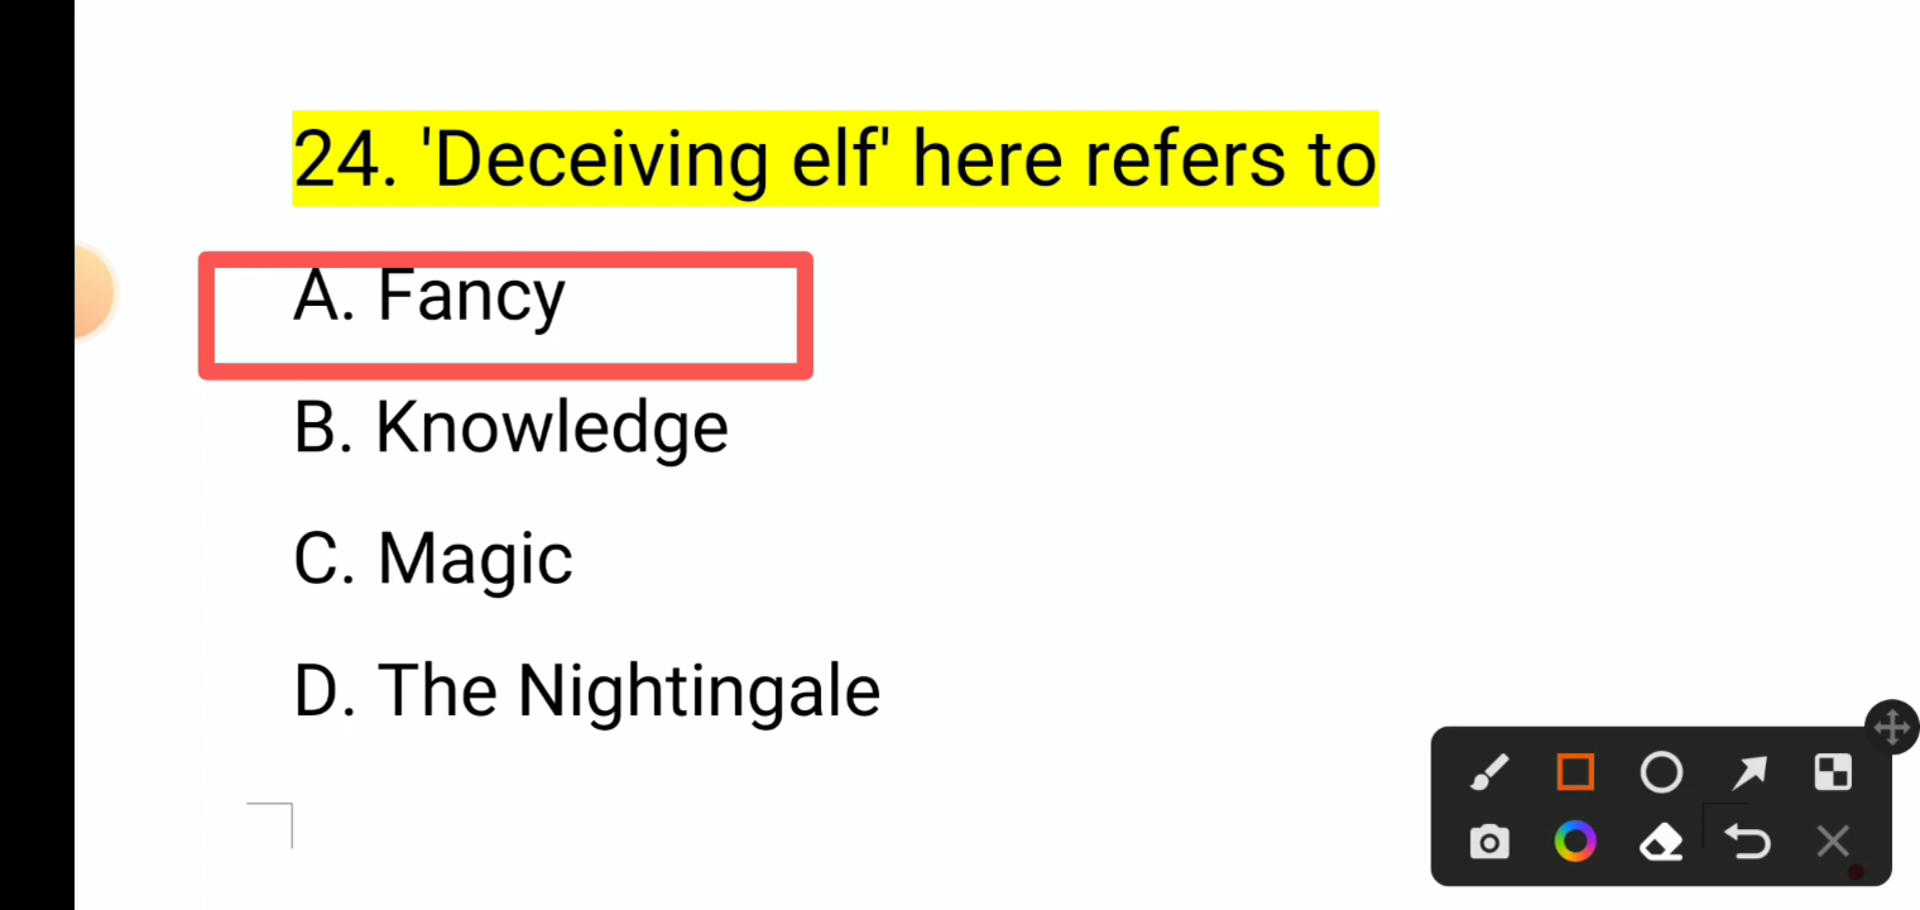 24. 'Deceiving elf' here refers to
A. Fancy
B. Knowledge
C. Magic
D. The Nightingale